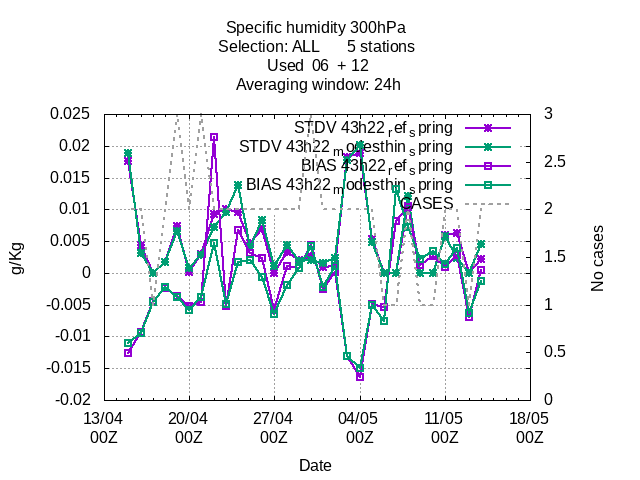 Specific humidity 300hPa
Selection: ALL 5 stations
Used 06 + 12
Averaging window: 24h
0.025 3
STDV 43h22_ref_spring
0.02 STDV 43h22_modesthin_spring 2.5
BIAS 43h22_ref_spring
0.015 BIAS 43h22_modesthin_spring
0.01 CASES 2
0.005 1.5
0
-0.005 1
-0.01
-0.015 0.5
-0.02 0
g/Kg
No cases
13/04 20/04 27/04 04/05 11/05 18/05
00Z 00Z 00Z 00Z 00Z 00Z
Date